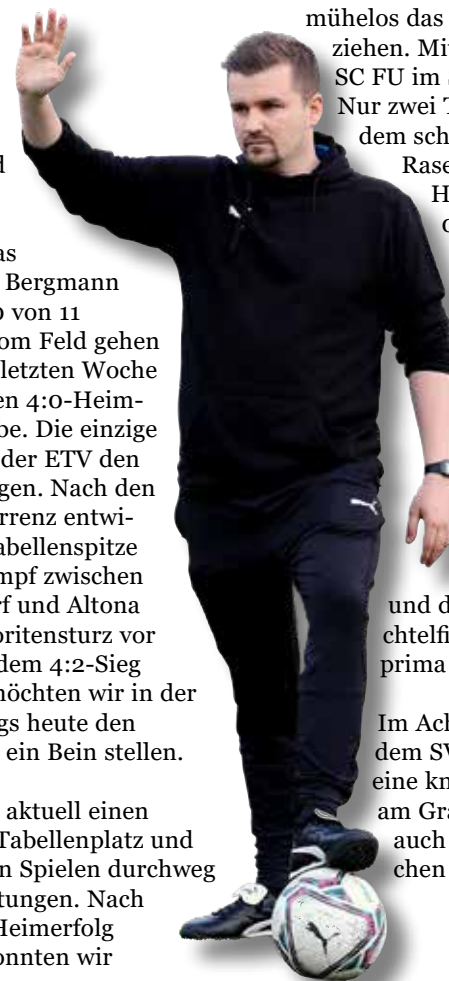 d
as
Bergmann
0 von 11
om Feld gehen
letzten Woche
en 4:0-Heim-
be. Die einzige
der ETV den
gen. Nach den
rrenz entwi-
abellenspitze
mpf zwischen
rf und Altona
oritensturz vor
dem 4:2-Sieg
möchten wir in der
gs heute den
ein Bein stellen.
aktuell einen
Tabellenplatz und
n Spielen durchweg
tungen. Nach
Heimerfolg
onnten wir
mühelos das
ziehen. Mi
SC FU im
Nur zwei T
dem sch
Rase
H
und d
chtelfi
prima
Im Ach
dem SV
eine kn
am Gra
auch
chen